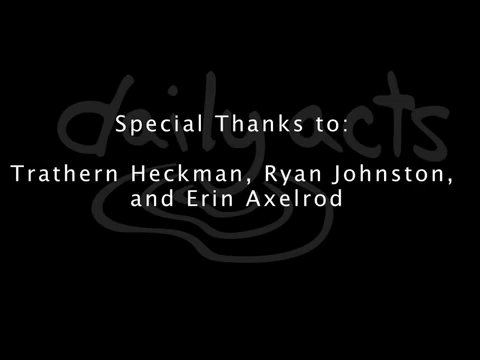 daily acts
Special Thanks to:
Trathern Heckman, Ryan Johnston,
and Erin Axelrod